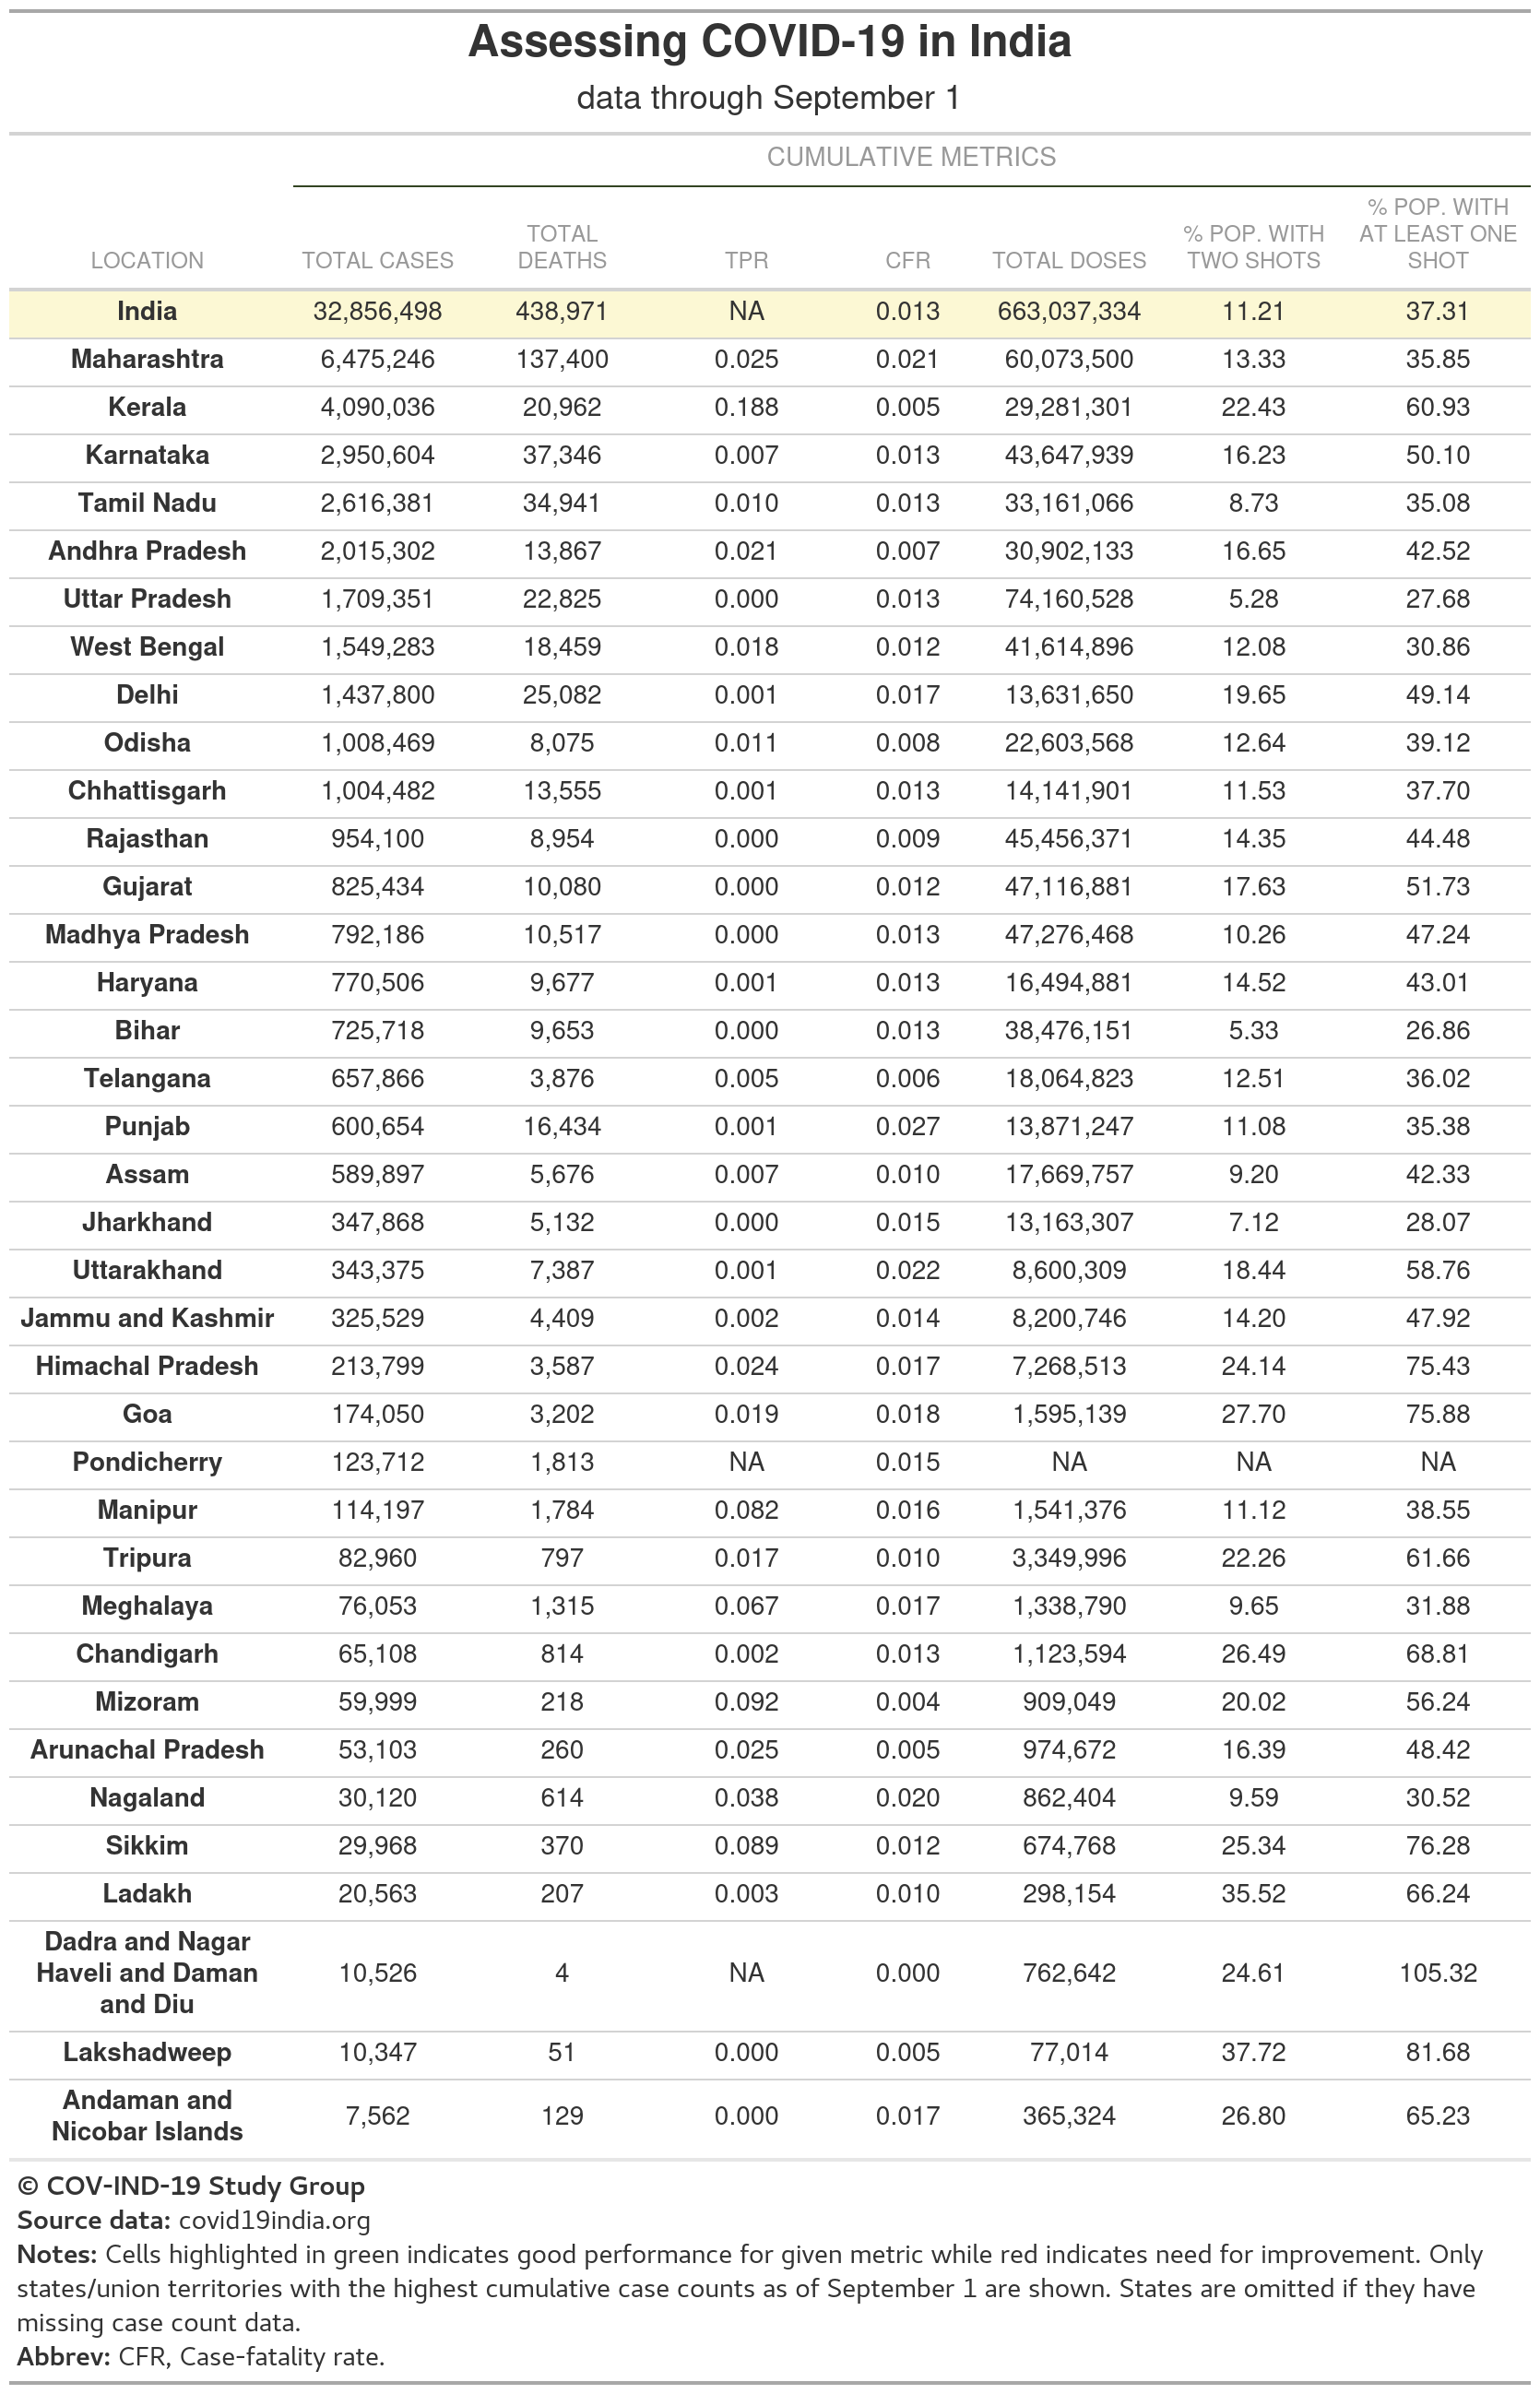 Assessing COVID-19 in India
data through September 1
CUMULATIVE METRICS
LOCATION TOTAL CASES TOTAL DEATHS TPR CFR TOTAL DOSES % POP. WITH TWO SHOTS % POP. WITH AT LEAST ONE SHOT
India 32,856,498 438,971 NA 0.013 663,037,334 11.21 37.31
Maharashtra 6,475,246 137,400 0.025 0.021 60,073,500 13.33 35.85
Kerala 4,090,036 20,962 0.188 0.005 29,281,301 22.43 60.93
Karnataka 2,950,604 37,346 0.007 0.013 43,647,939 16.23 50.10
Tamil Nadu 2,616,381 34,941 0.010 0.013 33,161,066 8.73 35.08
Andhra Pradesh 2,015,302 13,867 0.021 0.007 30,902,133 16.65 42.52
Uttar Pradesh 1,709,351 22,825 0.000 0.013 74,160,528 5.28 27.68
West Bengal 1,549,283 18,459 0.018 0.012 41,614,896 12.08 30.86
Delhi 1,437,800 25,082 0.001 0.017 13,631,650 19.65 49.14
Odisha 1,008,469 8,075 0.011 0.008 22,603,568 12.64 39.12
Chhattisgarh 1,004,482 13,555 0.001 0.013 14,141,901 11.53 37.70
Rajasthan 954,100 8,954 0.000 0.009 45,456,371 14.35 44.48
Gujarat 825,434 10,080 0.000 0.012 47,116,881 17.63 51.73
Madhya Pradesh 792,186 10,517 0.000 0.013 47,276,468 10.26 47.24
Haryana 770,506 9,677 0.001 0.013 16,494,881 14.52 43.01
Bihar 725,718 9,653 0.000 0.013 38,476,151 5.33 26.86
Telangana 657,866 3,876 0.005 0.006 18,064,823 12.51 36.02
Punjab 600,654 16,434 0.001 0.027 13,871,247 11.08 35.38
Assam 589,897 5,676 0.007 0.010 17,669,757 9.20 42.33
Jharkhand 347,868 5,132 0.000 0.015 13,163,307 7.12 28.07
Uttarakhand 343,375 7,387 0.001 0.022 8,600,309 18.44 58.76
Jammu and Kashmir 325,529 4,409 0.002 0.014 8,200,746 14.20 47.92
Himachal Pradesh 213,799 3,587 0.024 0.017 7,268,513 24.14 75.43
Goa 174,050 3,202 0.019 0.018 1,595,139 27.70 75.88
Pondicherry 123,712 1,813 NA 0.015 NA NA NA
Manipur 114,197 1,784 0.082 0.016 1,541,376 11.12 38.55
Tripura 82,960 797 0.017 0.010 3,349,996 22.26 61.66
Meghalaya 76,053 1,315 0.067 0.017 1,338,790 9.65 31.88
Chandigarh 65,108 814 0.002 0.013 1,123,594 26.49 68.81
Mizoram 59,999 218 0.092 0.004 909,049 20.02 56.24
Arunachal Pradesh 53,103 260 0.025 0.005 974,672 16.39 48.42
Nagaland 30,120 614 0.038 0.020 862,404 9.59 30.52
Sikkim 29,968 370 0.089 0.012 674,768 25.34 76.28
Ladakh 20,563 207 0.003 0.010 298,154 35.52 66.24
Dadra and Nagar Haveli and Daman and Diu 10,526 4 NA 0.000 762,642 24.61 105.32
Lakshadweep 10,347 51 0.000 0.005 77,014 37.72 81.68
Andaman and Nicobar Islands 7,562 129 0.000 0.017 365,324 26.80 65.23
© COV-IND-19 Study Group
Source data: covid19india.org
Notes: Cells highlighted in green indicates good performance for given metric while red indicates need for improvement. Only
states/union territories with the highest cumulative case counts as of September 1 are shown. States are omitted if they have
missing case count data.
Abbrev: CFR, Case-fatality rate.